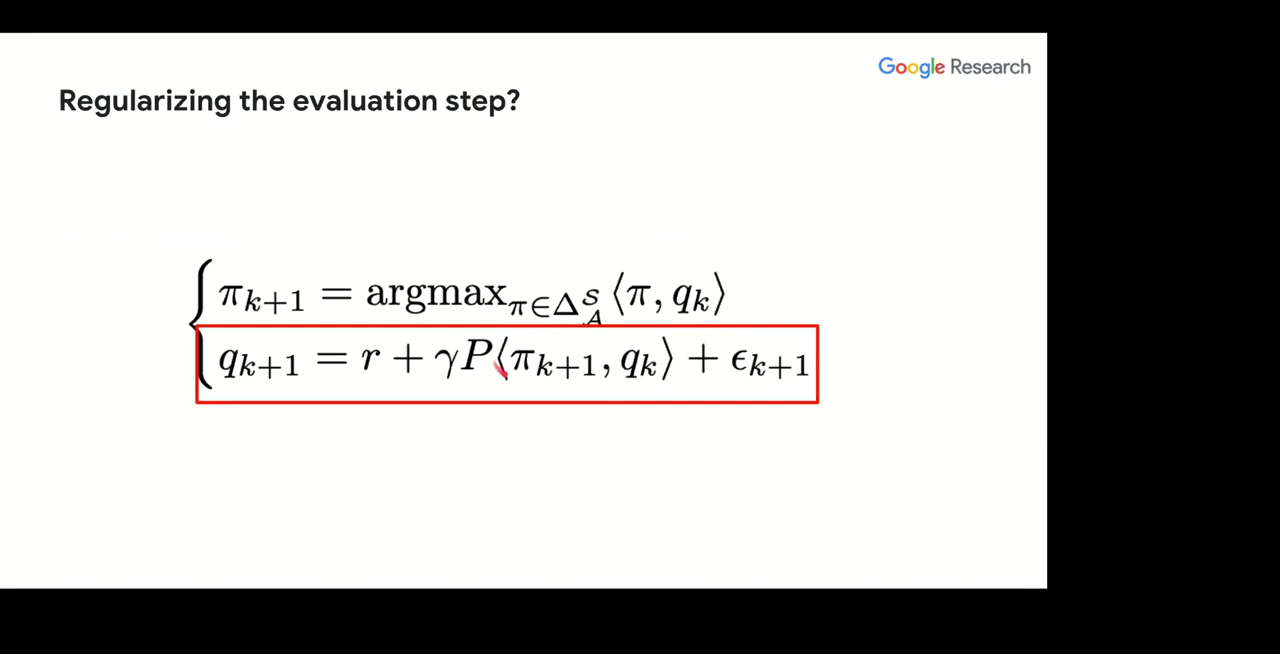 Google Research
Regularizing the evaluation step?
π_{k+1} = argmax_{π∈Δ_A^S} ⟨π, q_k⟩
q_{k+1} = r + γP⟨π_{k+1}, q_k⟩ + ϵ_{k+1}